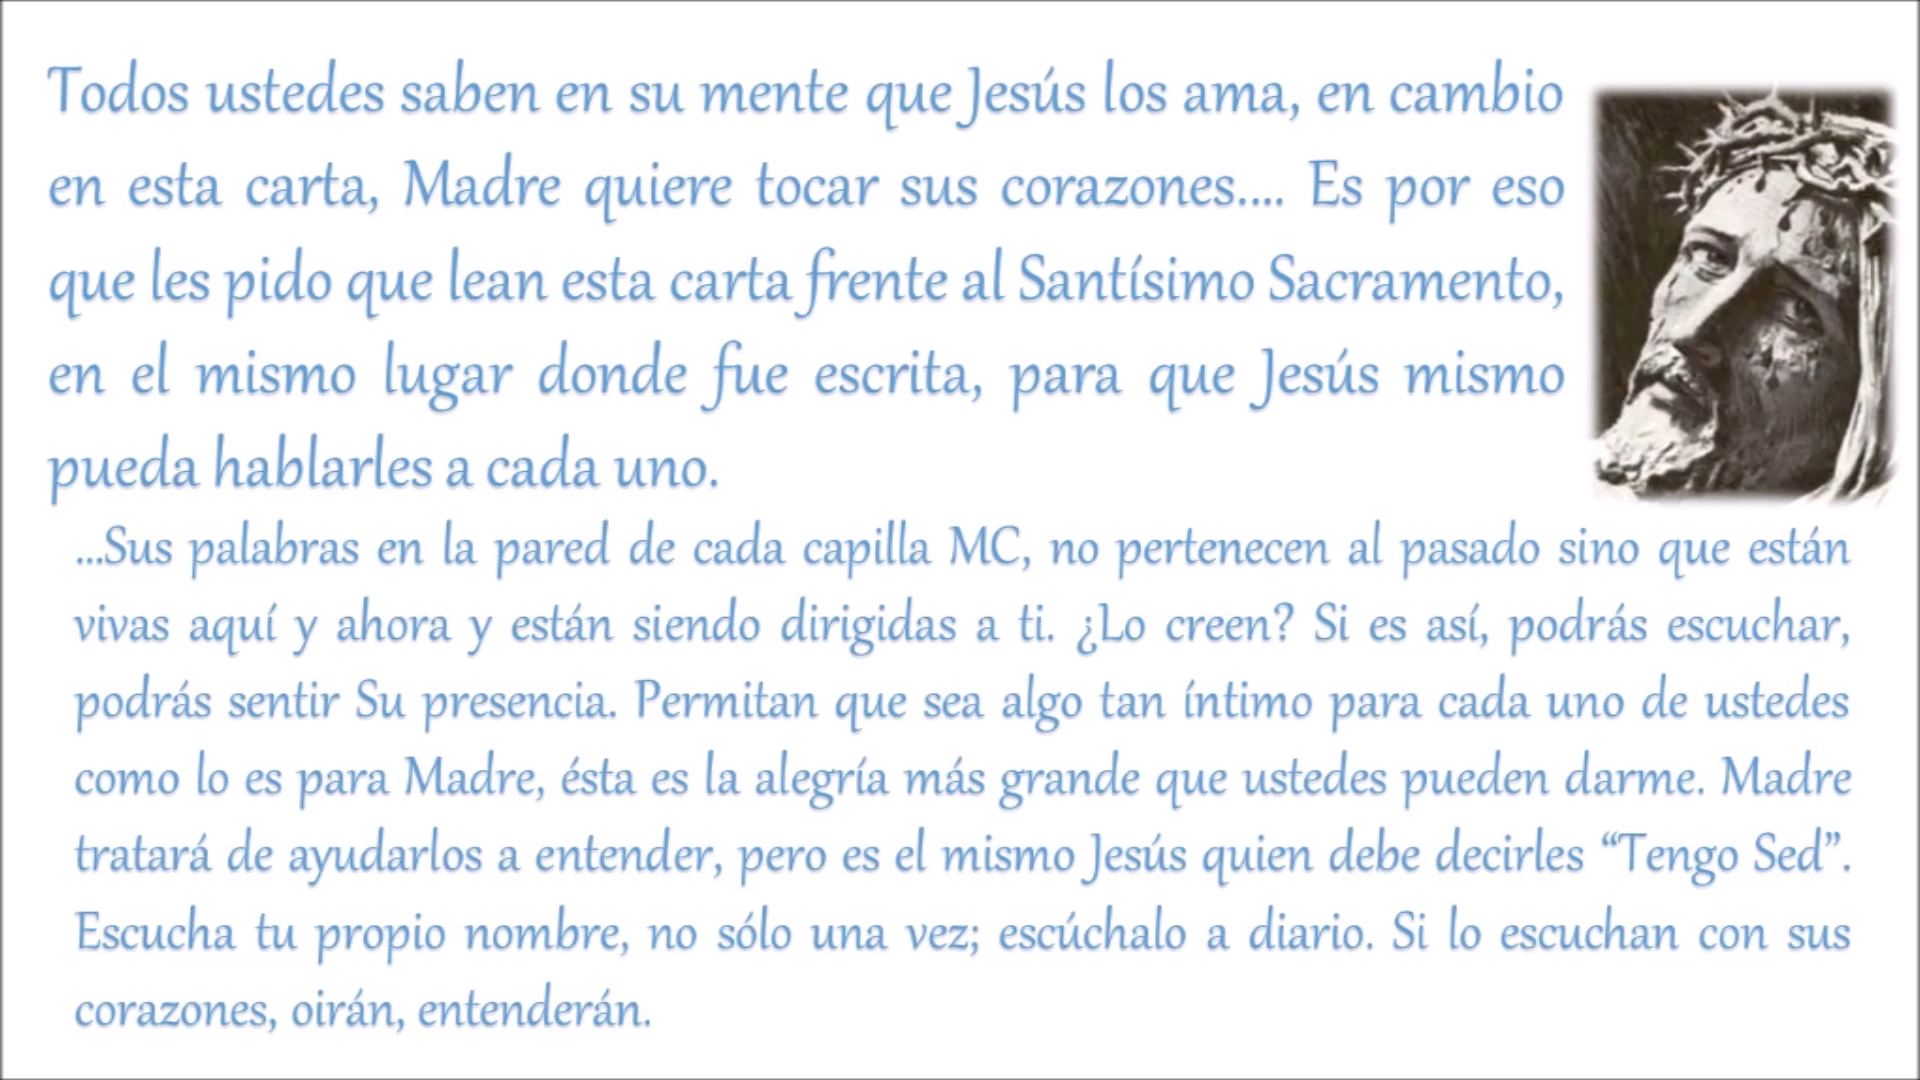 Todos ustedes saben en su mente que Jesús los ama, en cambio
en esta carta, Madre quiere tocar sus corazones.... Es por eso
que les pido que lean esta carta frente al Santísimo Sacramento,
en el mismo lugar donde fue escrita, para que Jesús mismo
pueda hablarles a cada uno.
...Sus palabras en la pared de cada capilla MC, no pertenecen al pasado sino que están
vivas aquí y ahora y están siendo dirigidas a ti. ¿Lo creen? Si es así, podrás escuchar,
podrás sentir Su presencia. Permitan que sea algo tan íntimo para cada uno de ustedes
como lo es para Madre, ésta es la alegría más grande que ustedes pueden darme. Madre
tratará de ayudarlos a entender, pero es el mismo Jesús quien debe decirles “Tengo Sed”.
Escucha tu propio nombre, no sólo una vez; escúchalo a diario. Si lo escuchan con sus
corazones, oirán, entenderán.